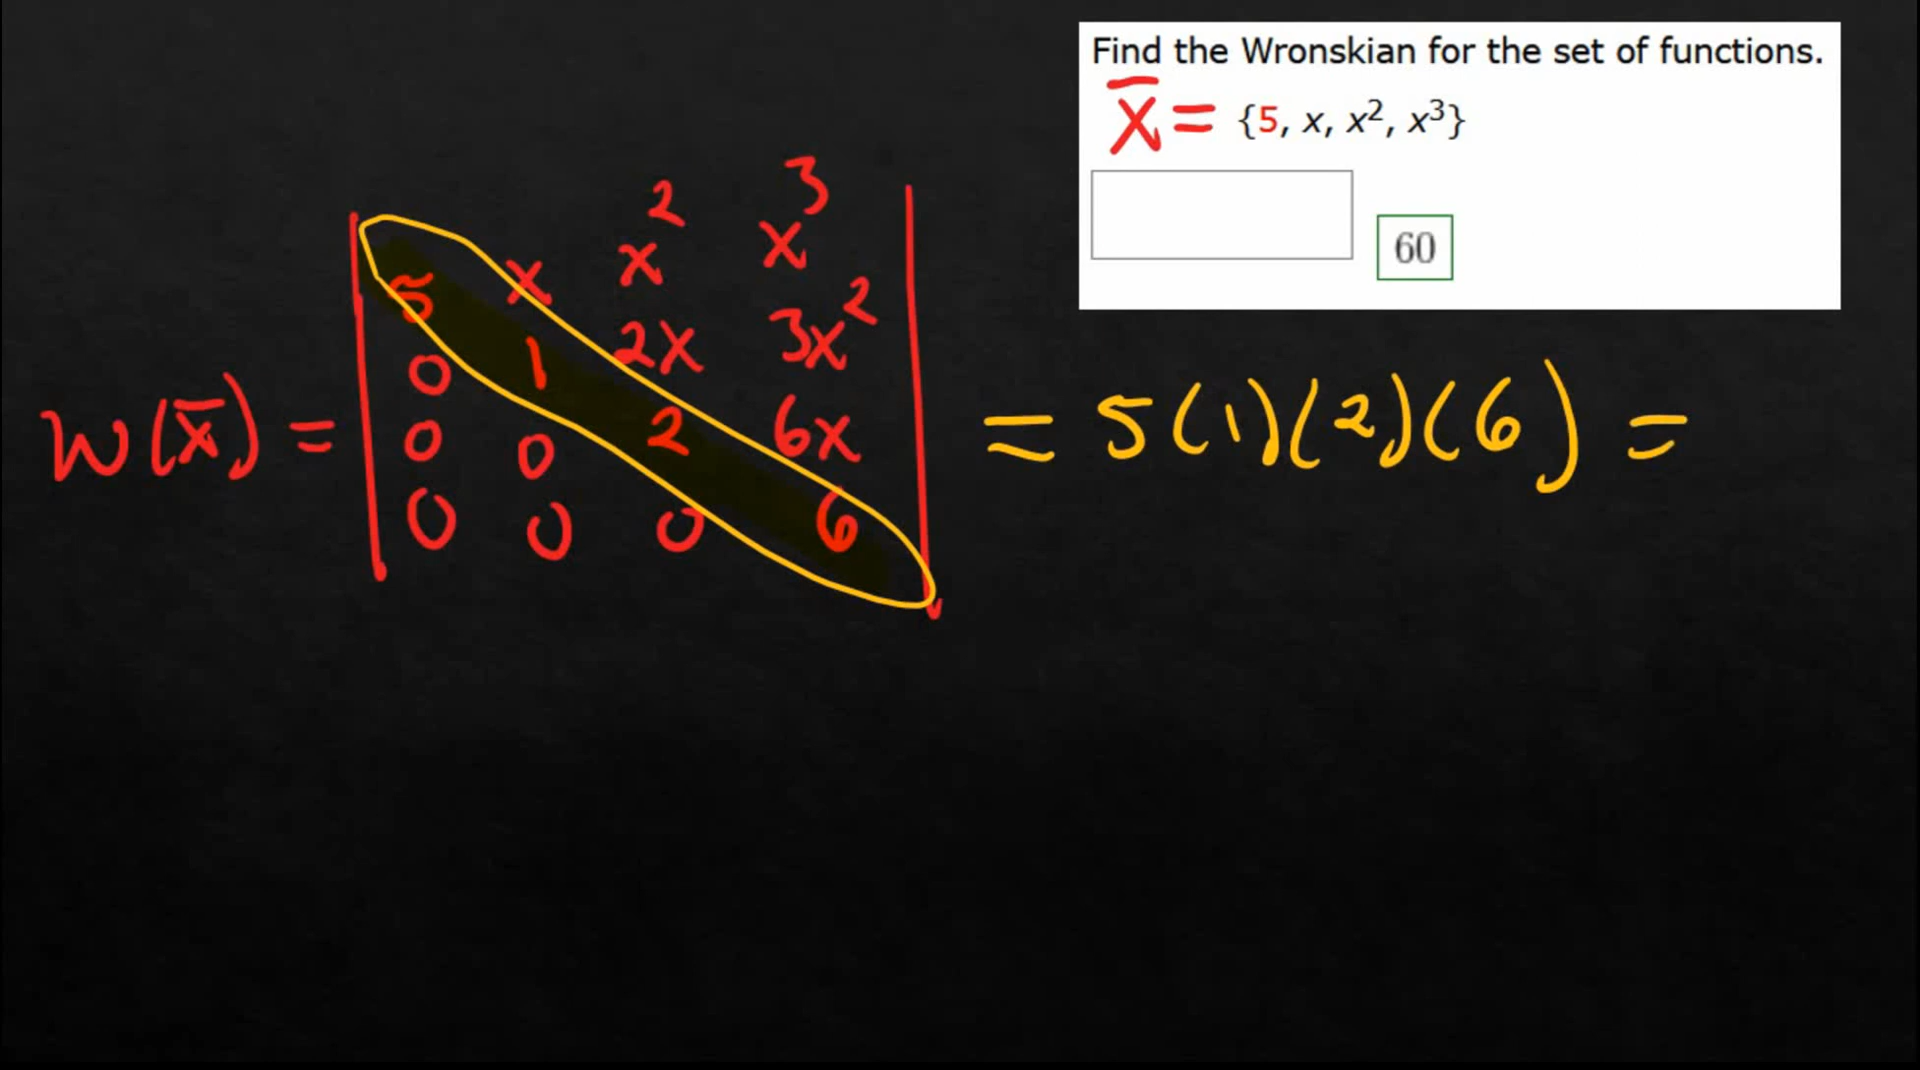 Find the Wronskian for the set of functions.
X̅ = {5, x, x², x³}
60
5 x x² x³
0 1 2x 3x²
W(x̅) = 0 0 2 6x = 5(1)(2)(6) =
0 0 0 6